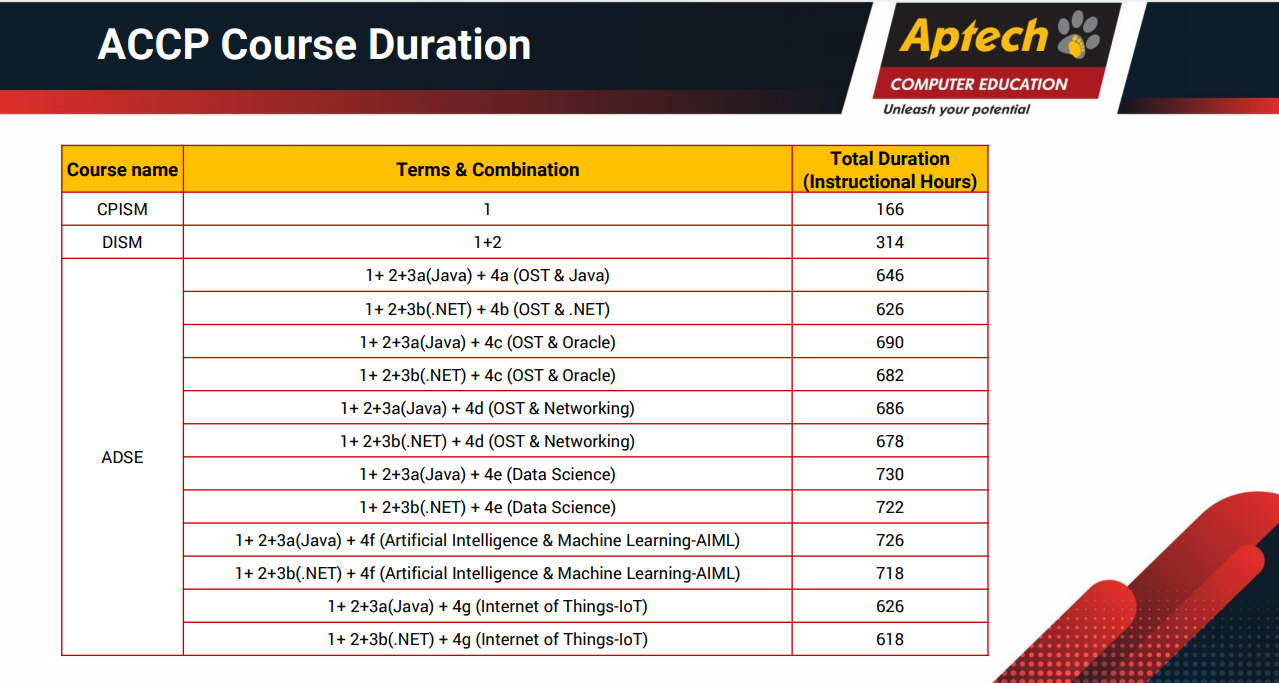 ACCP Course Duration
Aptech
COMPUTER EDUCATION
Unleash your potential
Course name Terms & Combination Total Duration (Instructional Hours)
CPISM 1 166
DISM 1+2 314
ADSE
1+ 2+3a(Java) + 4a (OST & Java) 646
1+ 2+3b(.NET) + 4b (OST & .NET) 626
1+ 2+3a(Java) + 4c (OST & Oracle) 690
1+ 2+3b(.NET) + 4c (OST & Oracle) 682
1+ 2+3a(Java) + 4d (OST & Networking) 686
1+ 2+3b(.NET) + 4d (OST & Networking) 678
1+ 2+3a(Java) + 4e (Data Science) 730
1+ 2+3b(.NET) + 4e (Data Science) 722
1+ 2+3a(Java) + 4f (Artificial Intelligence & Machine Learning-AIML) 726
1+ 2+3b(.NET) + 4f (Artificial Intelligence & Machine Learning-AIML) 718
1+ 2+3a(Java) + 4g (Internet of Things-IoT) 626
1+ 2+3b(.NET) + 4g (Internet of Things-IoT) 618